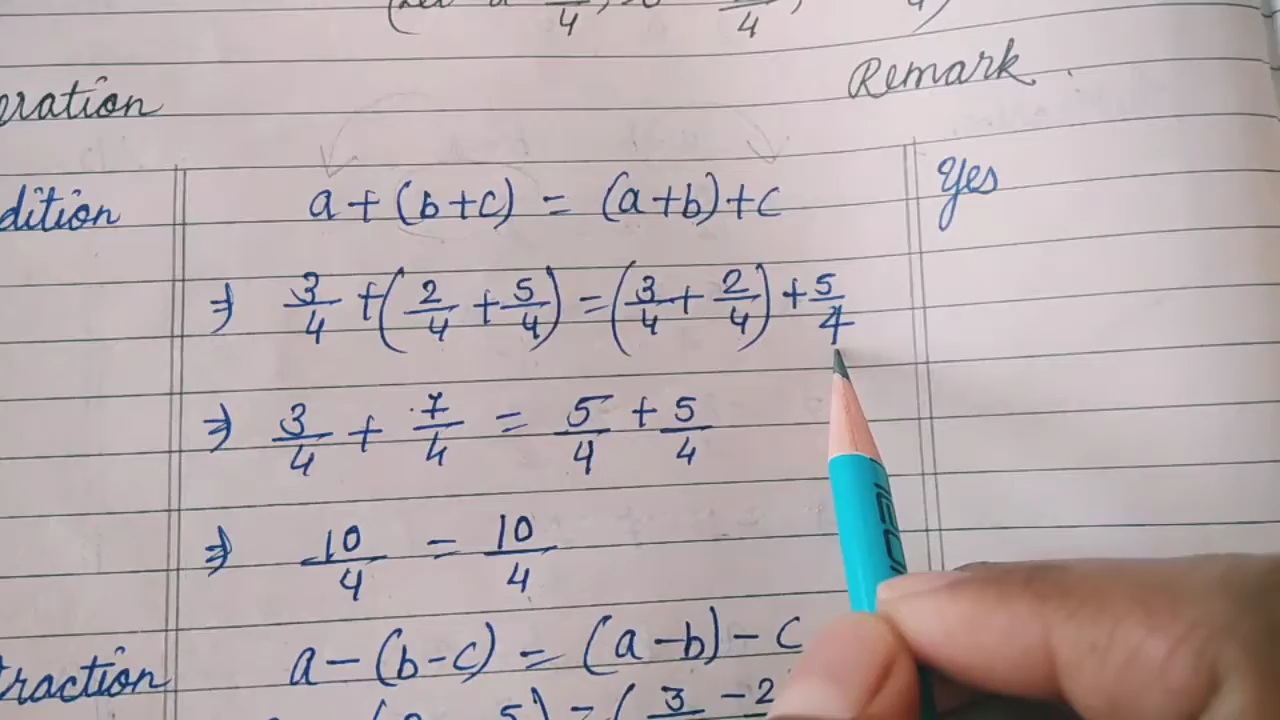 eration Remark
dition a+(b+c) = (a+b)+c Yes
⇒ 3/4 + (2/4 + 5/4) = (3/4 + 2/4) + 5/4
⇒ 3/4 + 7/4 = 5/4 + 5/4
⇒ 10/4 = 10/4
traction a-(b-c) = (a-b)-c